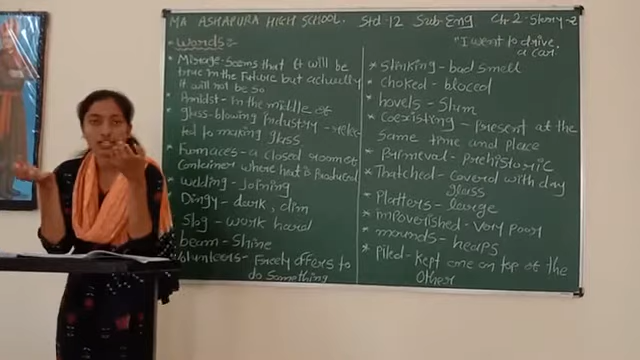 MA ASHAPURA HIGH SCHOOL. Std-12 Sub-Eng Ch-2-Story-2
"I want to drive
a car.
Words:-
Mirage-Seems that it will be
true in the Future but actually
it will not be so
Amidst- in the middle of
glass-blowing industry - relec-
ted to making glass
Furnaces- a closed room or
Container where heat is Produced
welding- joining
Dingy- dark, dim
Slog - work hard
beam- Shine
Volunteers- Freely offers to
do Something
* Stinking- bad smell
* choked- bloced
* hovels- Slum
* Coexisting- Present at the
same time and Place
* Primeval- Prehistoric
* Thatched- covered with dry
glass
* Platters- Large
* impoverished- Very poor
* mounds- heaps
* Piled- kept one on top of the
Other